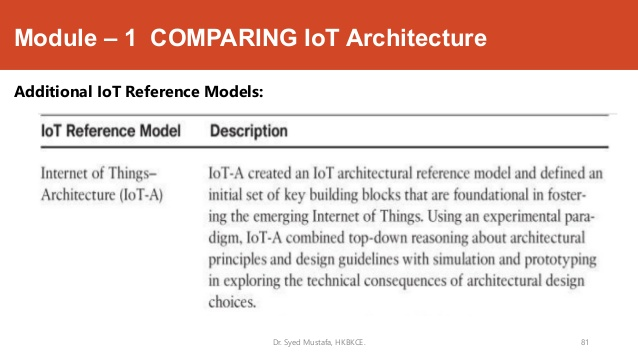 Module – 1 COMPARING IoT Architecture
Additional IoT Reference Models:
IoT Reference Model Description
Internet of Things– IoT-A created an IoT architectural reference model and defined an
Architecture (IoT-A) initial set of key building blocks that are foundational in foster-
ing the emerging Internet of Things. Using an experimental para-
digm, IoT-A combined top-down reasoning about architectural
principles and design guidelines with simulation and prototyping
in exploring the technical consequences of architectural design
choices.
Dr. Syed Mustafa, HKBKCE. 81